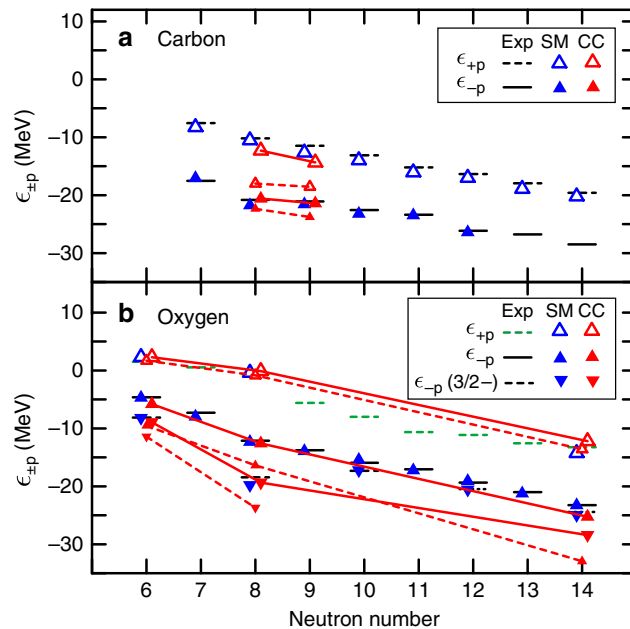 a Carbon
Exp SM CC
ϵ+p
ϵ−p
10
0
−10
−20
−30
ϵ±p (MeV)
b Oxygen
Exp SM CC
ϵ+p
ϵ−p
ϵ−p (3/2−)
10
0
−10
−20
−30
ϵ±p (MeV)
6 7 8 9 10 11 12 13 14
Neutron number